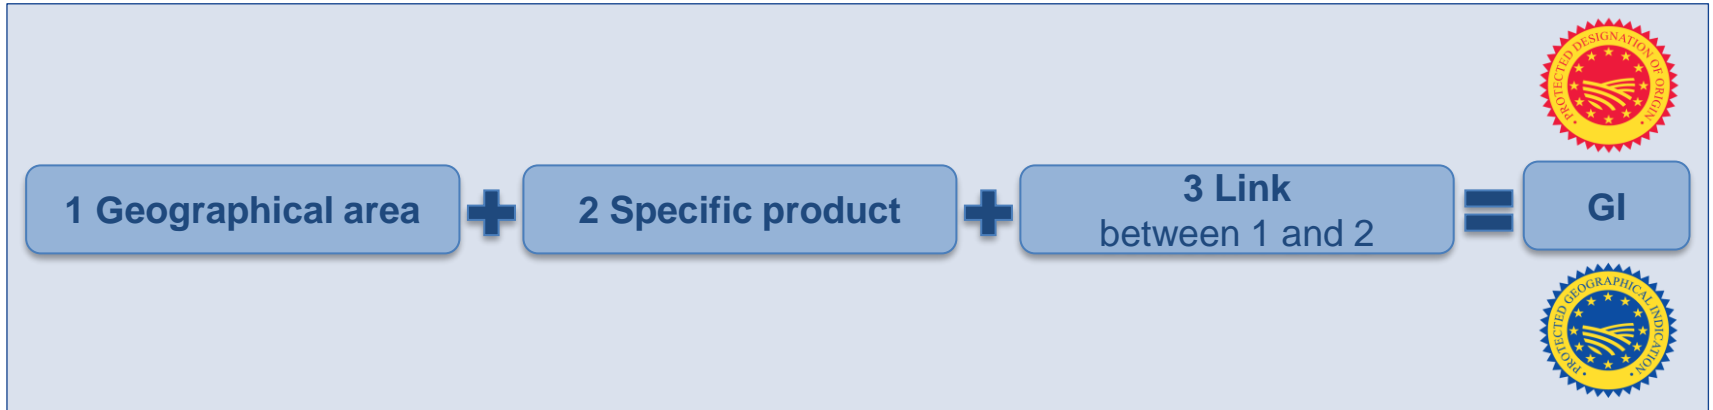 PROTECTED DESIGNATION OF ORIGIN
1 Geographical area
2 Specific product
3 Link
between 1 and 2
GI
PROTECTED GEOGRAPHICAL INDICATION